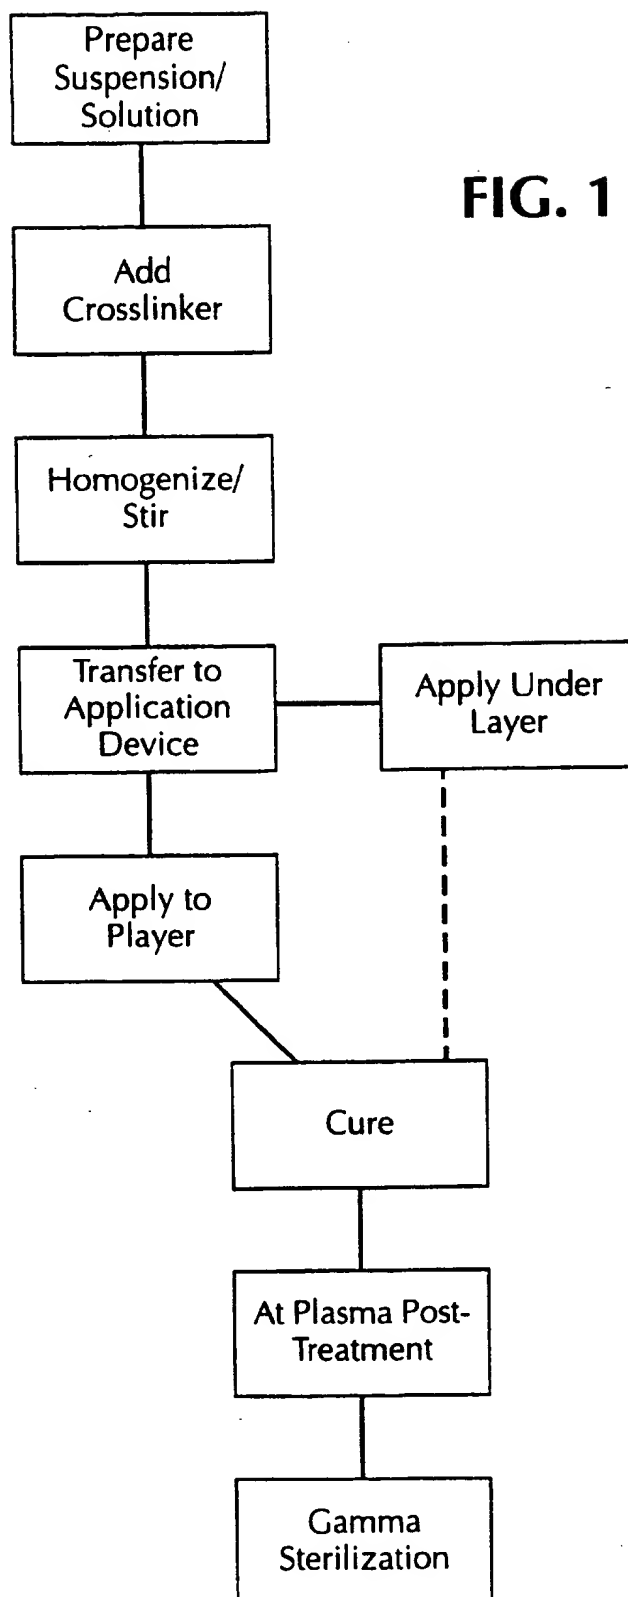 Prepare
Suspension/
Solution
FIG. 1
Add
Crosslinker
Homogenize/
Stir
Transfer to
Application
Device
Apply Under
Layer
Apply to
Player
Cure
At Plasma Post-
Treatment
Gamma
Sterilization